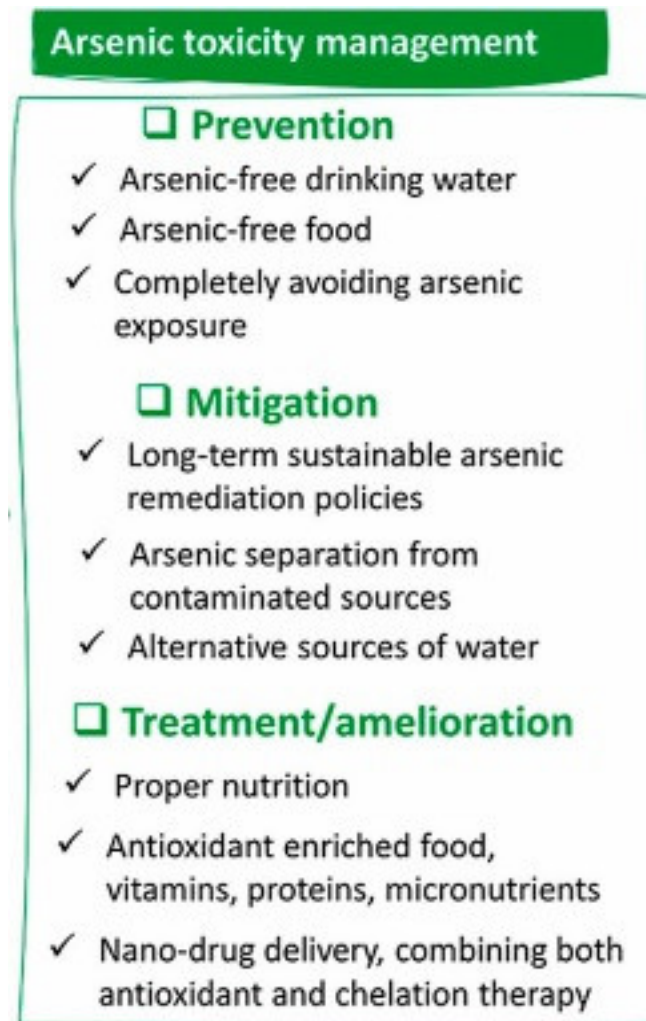 Arsenic toxicity management
❑ Prevention
✓ Arsenic-free drinking water
✓ Arsenic-free food
✓ Completely avoiding arsenic
exposure
❑ Mitigation
✓ Long-term sustainable arsenic
remediation policies
✓ Arsenic separation from
contaminated sources
✓ Alternative sources of water
❑ Treatment/amelioration
✓ Proper nutrition
✓ Antioxidant enriched food,
vitamins, proteins, micronutrients
✓ Nano-drug delivery, combining both
antioxidant and chelation therapy